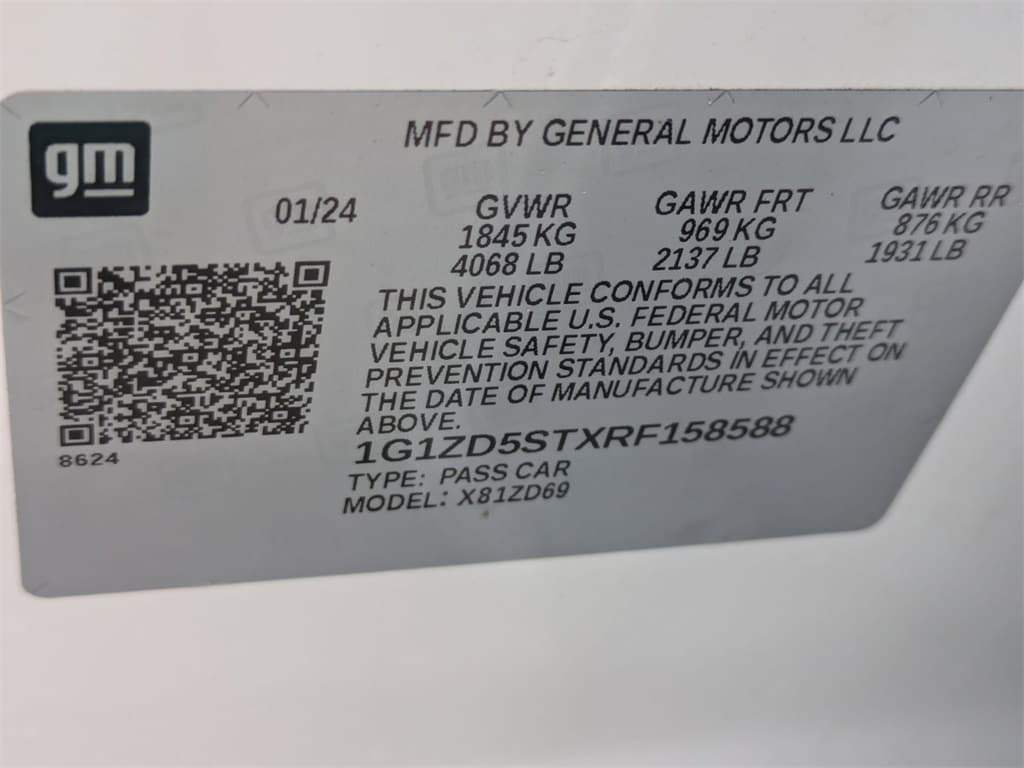 gm
MFD BY GENERAL MOTORS LLC
01/24 GVWR GAWR FRT GAWR RR
1845 KG 969 KG 876 KG
4068 LB 2137 LB 1931 LB
THIS VEHICLE CONFORMS TO ALL
APPLICABLE U.S. FEDERAL MOTOR
VEHICLE SAFETY, BUMPER, AND THEFT
PREVENTION STANDARDS IN EFFECT ON
THE DATE OF MANUFACTURE SHOWN
ABOVE.
1G1ZD5STXRF158588
8624
TYPE: PASS CAR
MODEL: X81ZD69